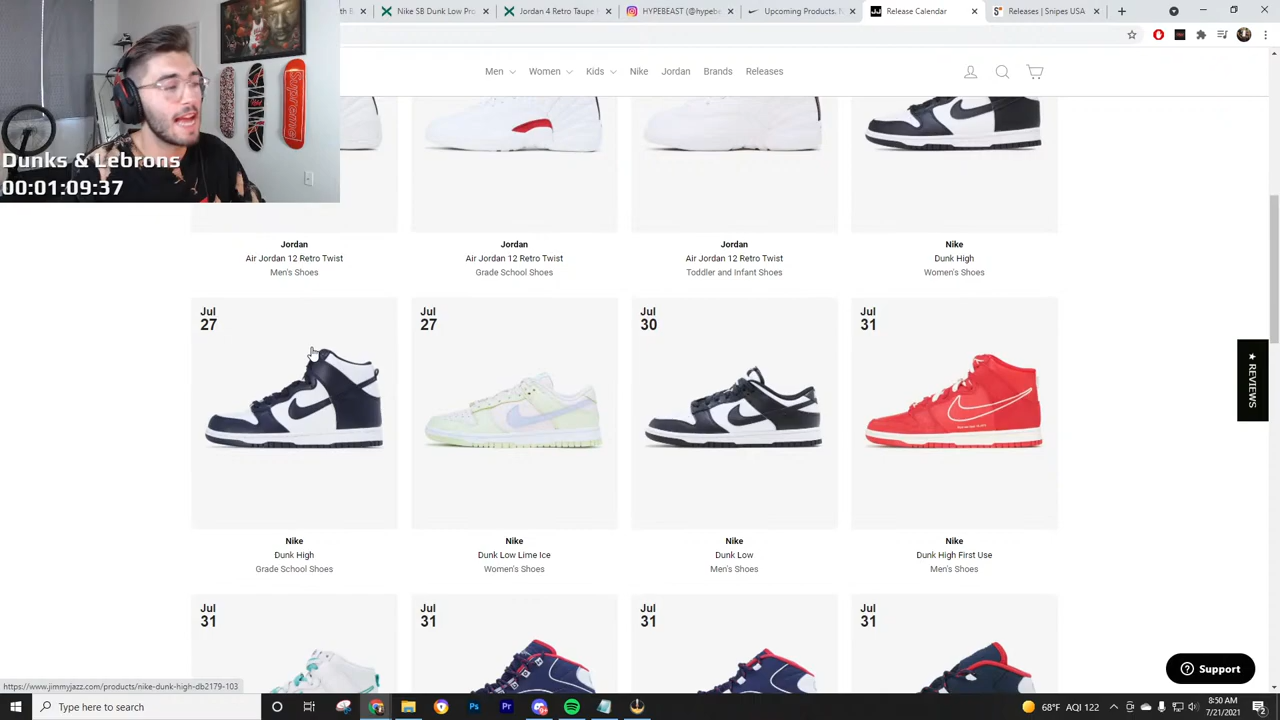 Nike SB Dunk Low Pro
Jordan 4 Retro Taupe
HYPEBEAST (@hypeb
Upcoming Products.
Release Calendar
Releases | Snipes USA
Men
Women
Kids
Nike
Jordan
Brands
Releases
Supreme
Dunks & Lebrons
00:01:09:37
Jordan
Air Jordan 12 Retro Twist
Men's Shoes
Jordan
Air Jordan 12 Retro Twist
Grade School Shoes
Jordan
Air Jordan 12 Retro Twist
Toddler and Infant Shoes
Nike
Dunk High
Women's Shoes
Jul
27
Jul
27
Jul
30
Jul
31
★ REVIEWS
Nike
Dunk High
Grade School Shoes
Nike
Dunk Low Lime Ice
Women's Shoes
Nike
Dunk Low
Men's Shoes
Nike
Dunk High First Use
Men's Shoes
Jul
31
Jul
31
Jul
31
Jul
31
Support
https://www.jimmyjazz.com/products/nike-dunk-high-db2179-103
Type here to search
Ps
Pr
68°F AQI 122
8:50 AM
7/21/2021
2